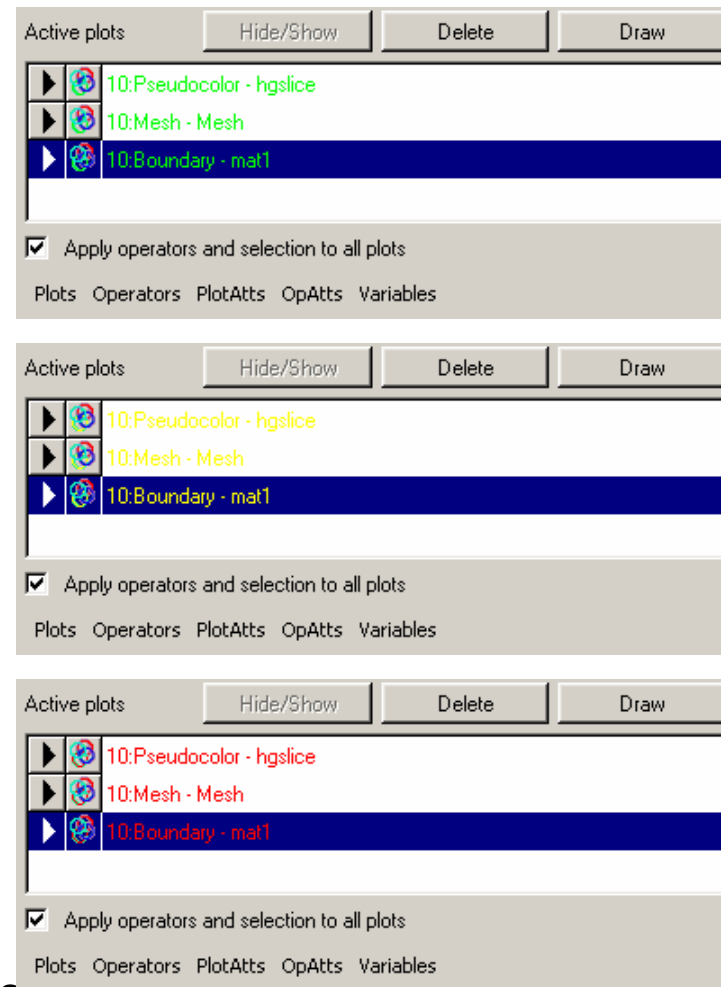 Active plots Hide/Show Delete Draw
10:Pseudocolor - hgslice
10:Mesh - Mesh
10:Boundary - mat1
Apply operators and selection to all plots
Plots Operators PlotAtts OpAtts Variables
Active plots Hide/Show Delete Draw
10:Pseudocolor - hgslice
10:Mesh - Mesh
10:Boundary - mat1
Apply operators and selection to all plots
Plots Operators PlotAtts OpAtts Variables
Active plots Hide/Show Delete Draw
10:Pseudocolor - hgslice
10:Mesh - Mesh
10:Boundary - mat1
Apply operators and selection to all plots
Plots Operators PlotAtts OpAtts Variables